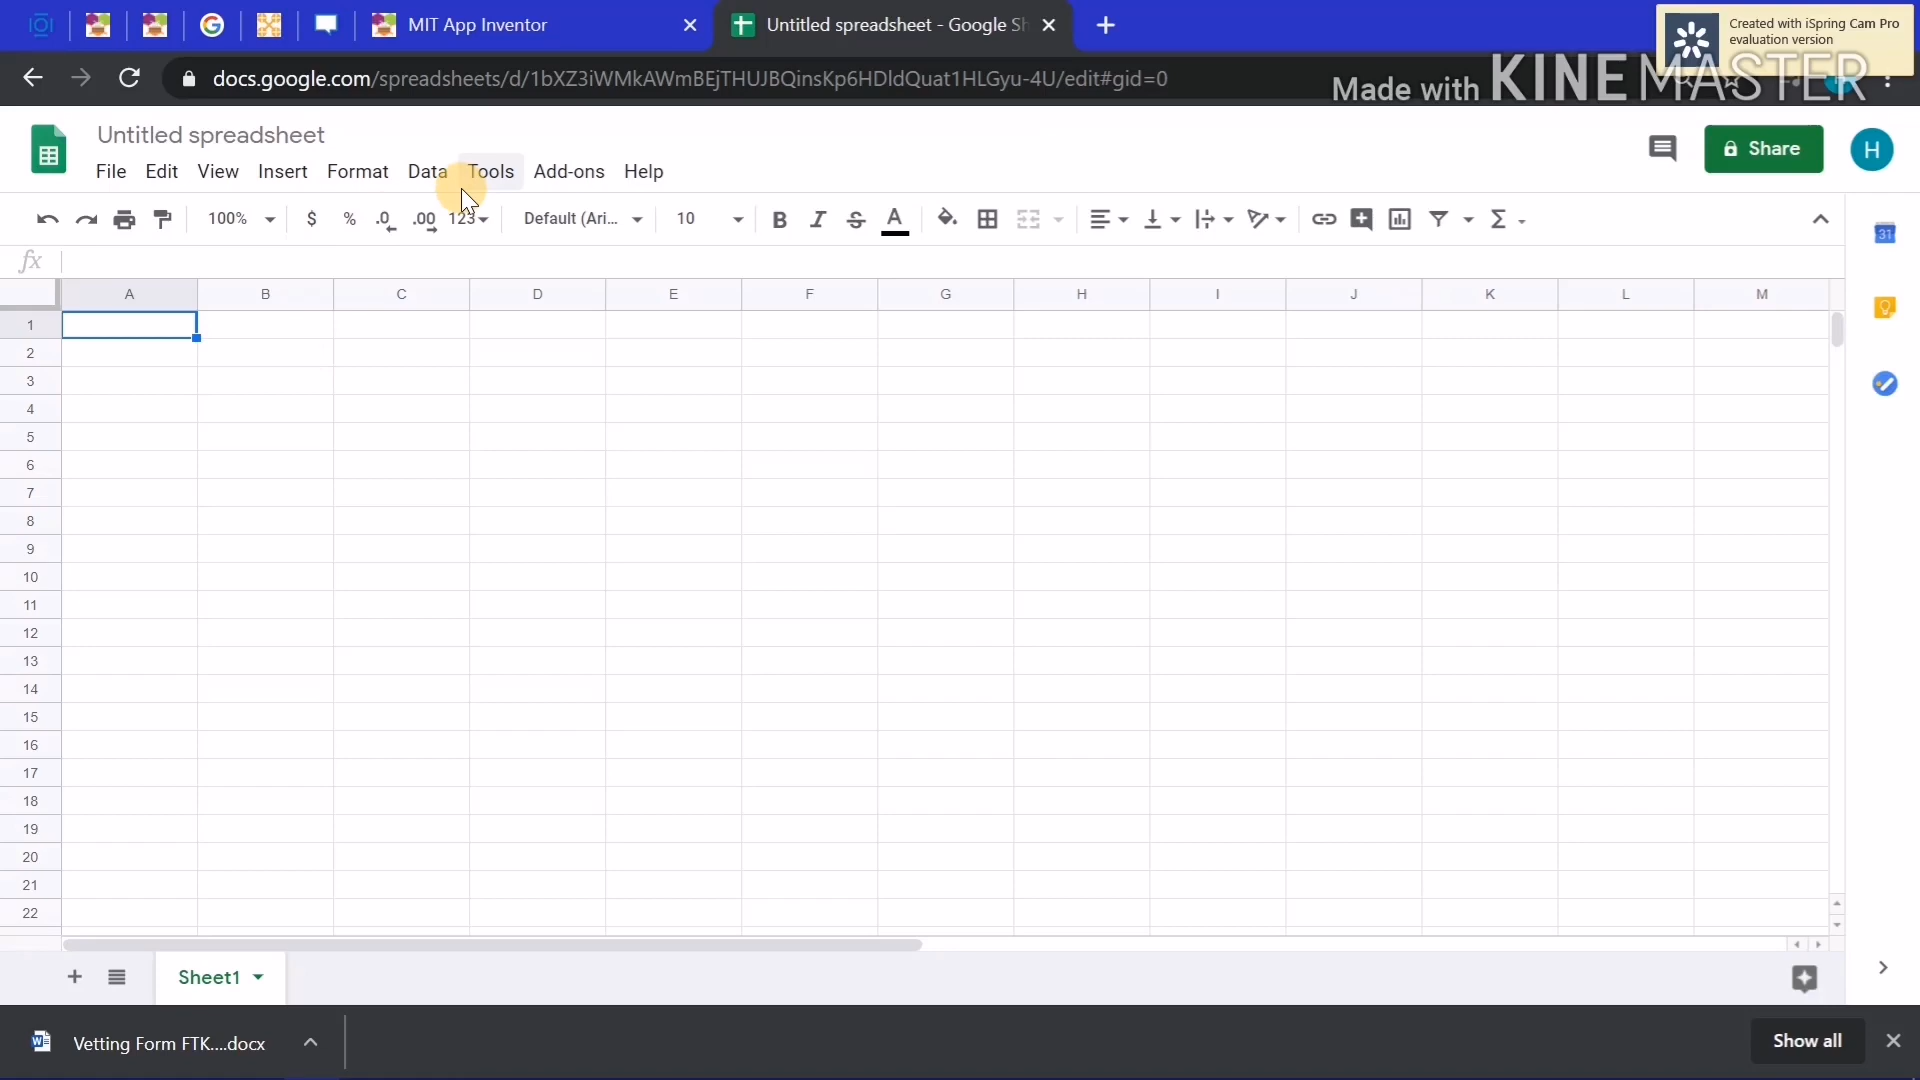 MIT App Inventor
Untitled spreadsheet - Google Sh
Created with iSpring Cam Pro
evaluation version
docs.google.com/spreadsheets/d/1bXZ3iWMkAWmBEjTHUJBQinsKp6HDldQuat1HLGyu-4U/edit#gid=0
Made with KINEMASTER
Untitled spreadsheet
File Edit View Insert Format Data Tools Add-ons Help
Share
H
100% $ % .0 .00 123 Default (Ari... 10 B I S A Σ
31
fx
A B C D E F G H I J K L M
1
2
3
4
5
6
7
8
9
10
11
12
13
14
15
16
17
18
19
20
21
22
Sheet1
Vetting Form FTK....docx
Show all